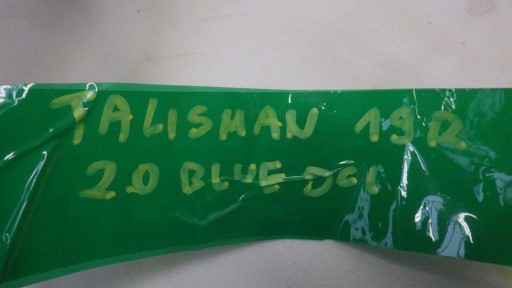 TALISMAN 19R
2.0 BLUE DCI